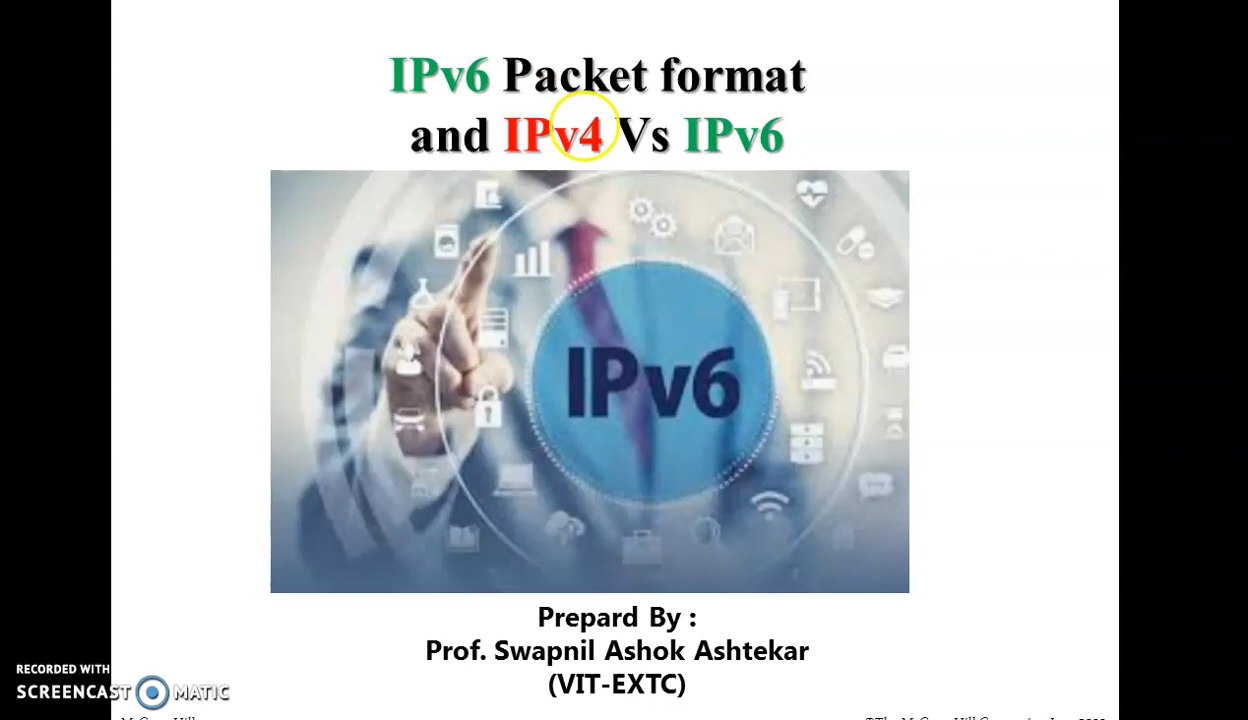 IPv6 Packet format
and IPv4 Vs IPv6
IPv6
Prepard By :
Prof. Swapnil Ashok Ashtekar
(VIT-EXTC)
RECORDED WITH
SCREENCAST MATIC